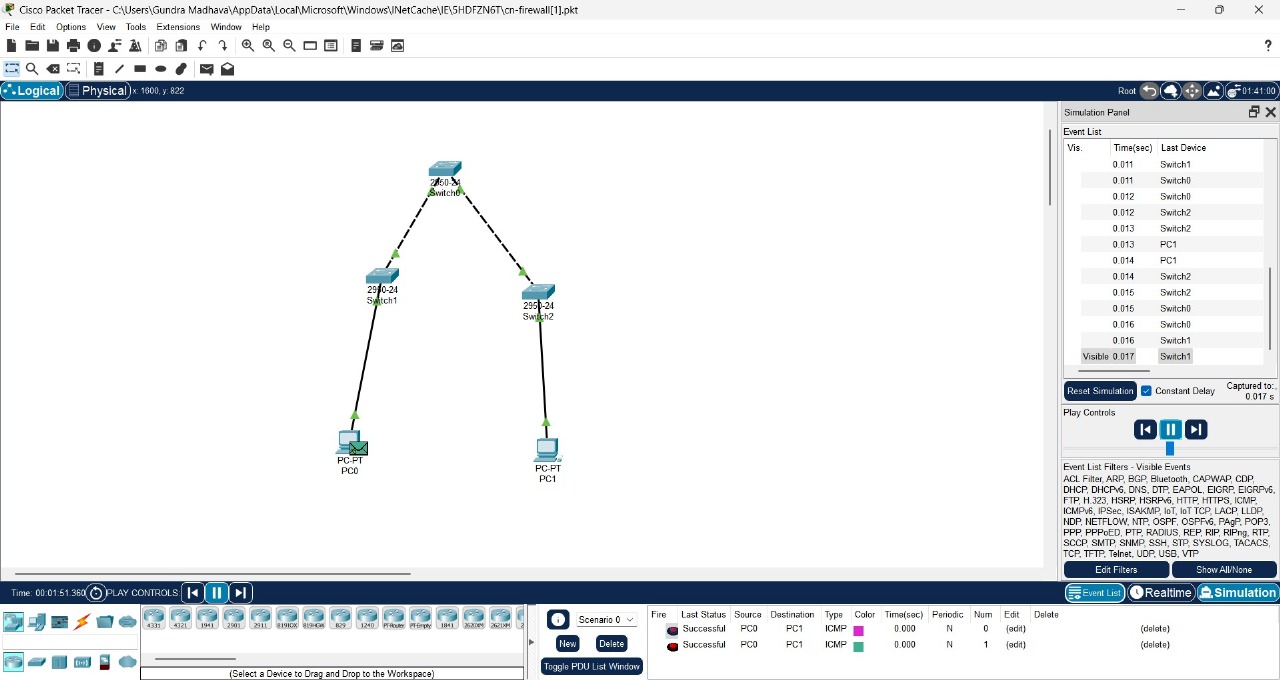 Cisco Packet Tracer - C:\Users\Gundra Madhava\AppData\Local\Microsoft\Windows\INetCache\IE\5HDFZN6T\cn-firewall[1].pkt
File Edit Options View Tools Extensions Window Help
?
Logical Physical x: 1600, y: 822 Root 01:41:00
Simulation Panel
Event List
Vis. Time(sec) Last Device
0.011 Switch1
0.011 Switch0
0.012 Switch0
0.012 Switch2
0.013 Switch2
0.013 PC1
0.014 PC1
0.014 Switch2
0.015 Switch2
0.015 Switch0
0.016 Switch0
0.016 Switch1
Visible 0.017 Switch1
Reset Simulation Constant Delay Captured to:
0.017 s
Play Controls
Event List Filters - Visible Events
ACL Filter, ARP, BGP, Bluetooth, CAPWAP, CDP,
DHCP, DHCPv6, DNS, DTP, EAPOL, EIGRP, EIGRPv6,
FTP, H.323, HSRP, HSRPv6, HTTP, HTTPS, ICMP,
ICMPv6, IPSec, ISAKMP, IoT, IoT TCP, LACP, LLDP,
NDP, NETFLOW, NTP, OSPF, OSPFv6, PAgP, POP3,
PPP, PPPoED, PTP, RADIUS, REP, RIP, RIPng, RTP,
SCCP, SMTP, SNMP, SSH, STP, SYSLOG, TACACS,
TCP, TFTP, Telnet, UDP, USB, VTP
Edit Filters Show All/None
2950-24
Switch0
2950-24
Switch1
2950-24
Switch2
PC-PT
PC0
PC-PT
PC1
Time: 00:01:51.360 PLAY CONTROLS: Event List Realtime Simulation
4331 4321 1941 2901 2911 819IOX 819HGW 829 1240 PT-Router PT-Empty 1841 2620XM 2621XM
(Select a Device to Drag and Drop to the Workspace)
Scenario 0
New Delete
Toggle PDU List Window
Fire Last Status Source Destination Type Color Time(sec) Periodic Num Edit Delete
Successful PC0 PC1 ICMP 0.000 N 0 (edit) (delete)
Successful PC0 PC1 ICMP 0.000 N 1 (edit) (delete)